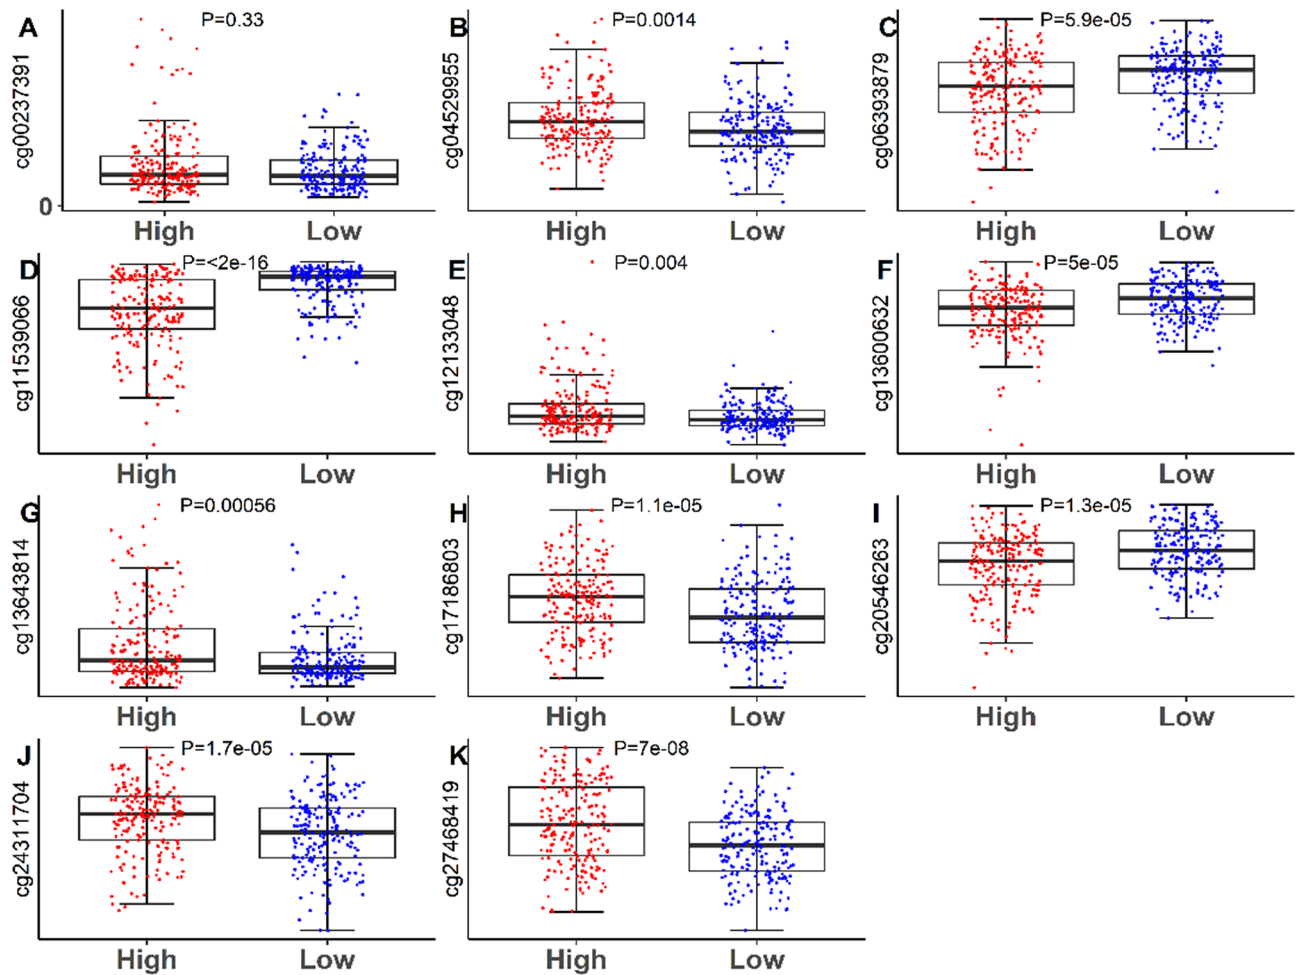 A P=0.33
cg00237391
0
High Low
B P=0.0014
cg04529955
High Low
C P=5.9e-05
cg06393879
High Low
D P=<2e-16
cg11539066
High Low
E P=0.004
cg12133048
High Low
F P=5e-05
cg13600632
High Low
G P=0.00056
cg13643814
High Low
H P=1.1e-05
cg17186803
High Low
I P=1.3e-05
cg20546263
High Low
J P=1.7e-05
cg24311704
High Low
K P=7e-08
cg27468419
High Low